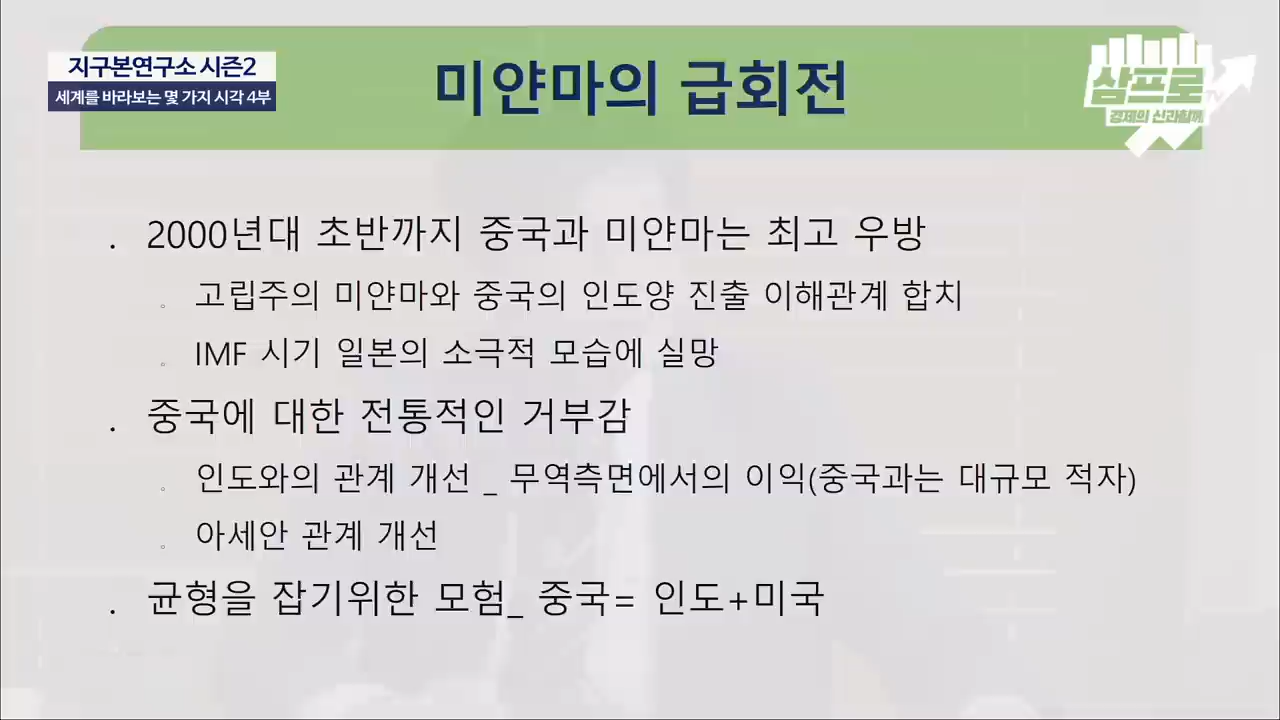 지구본연구소 시즌2
세계를 바라보는 몇 가지 시각 4부
미얀마의 급회전
삼프로TV
경제의 신과함께
. 2000년대 초반까지 중국과 미얀마는 최고 우방
。 고립주의 미얀마와 중국의 인도양 진출 이해관계 합치
。 IMF 시기 일본의 소극적 모습에 실망
. 중국에 대한 전통적인 거부감
。 인도와의 관계 개선 _ 무역측면에서의 이익(중국과는 대규모 적자)
。 아세안 관계 개선
. 균형을 잡기위한 모험_ 중국= 인도+미국